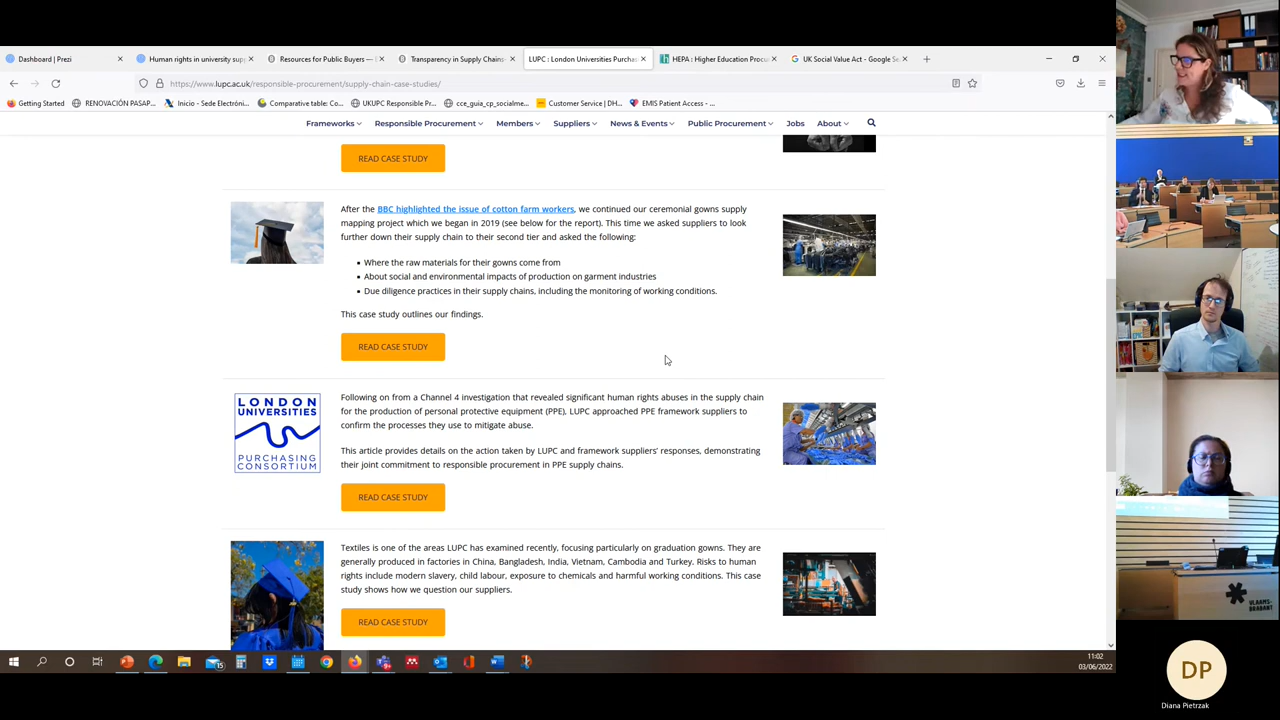 Dashboard | Prezi
Human rights in university sup
Resources for Public Buyers — I
Transparency in Supply Chains
LUPC : London Universities Purcha
HEPA : Higher Education Procu
UK Social Value Act - Google Se
https://www.lupc.ac.uk/responsible-procurement/supply-chain-case-studies/
Getting Started
RENOVACIÓN PASAP...
Inicio - Sede Electróni...
Comparative table: Co...
UKUPC Responsible Pr...
cce_guia_cp_socialme...
Customer Service | DH...
EMIS Patient Access - ...
Frameworks
Responsible Procurement
Members
Suppliers
News & Events
Public Procurement
Jobs
About
READ CASE STUDY
After the BBC highlighted the issue of cotton farm workers, we continued our ceremonial gowns supply
mapping project which we began in 2019 (see below for the report). This time we asked suppliers to look
further down their supply chain to their second tier and asked the following:
Where the raw materials for their gowns come from
About social and environmental impacts of production on garment industries
Due diligence practices in their supply chains, including the monitoring of working conditions.
This case study outlines our findings.
READ CASE STUDY
LONDON
UNIVERSITIES
PURCHASING
CONSORTIUM
Following on from a Channel 4 investigation that revealed significant human rights abuses in the supply chain
for the production of personal protective equipment (PPE), LUPC approached PPE framework suppliers to
confirm the processes they use to mitigate abuse.
This article provides details on the action taken by LUPC and framework suppliers' responses, demonstrating
their joint commitment to responsible procurement in PPE supply chains.
READ CASE STUDY
Textiles is one of the areas LUPC has examined recently, focusing particularly on graduation gowns. They are
generally produced in factories in China, Bangladesh, India, Vietnam, Cambodia and Turkey. Risks to human
rights include modern slavery, child labour, exposure to chemicals and harmful working conditions. This case
study shows how we question our suppliers.
READ CASE STUDY
15
11:02
03/06/2022
VLAAMS-
BRABANT
DP
Diana Pietrzak